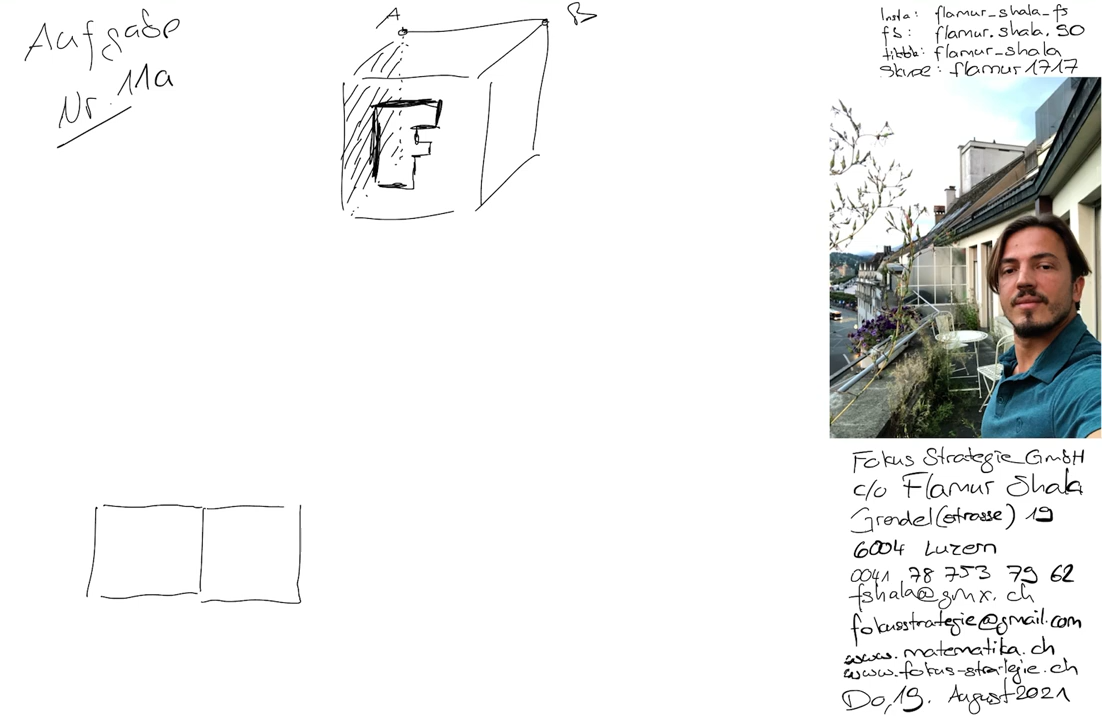 Aufgabe
Nr. 11a
A
B
F
Insta: flamur_shala_fs
fb: flamur.shala.90
tiktok: flamur_shala
Skype: flamur1717
Fokus Strategie GmbH
c/o Flamur Shala
Grendel(strasse) 19
6004 Luzern
0041 78 753 79 62
fshala@gmx.ch
fokusstrategie@gmail.com
www.matematika.ch
www.fokus-strategie.ch
Do, 19. August 2021